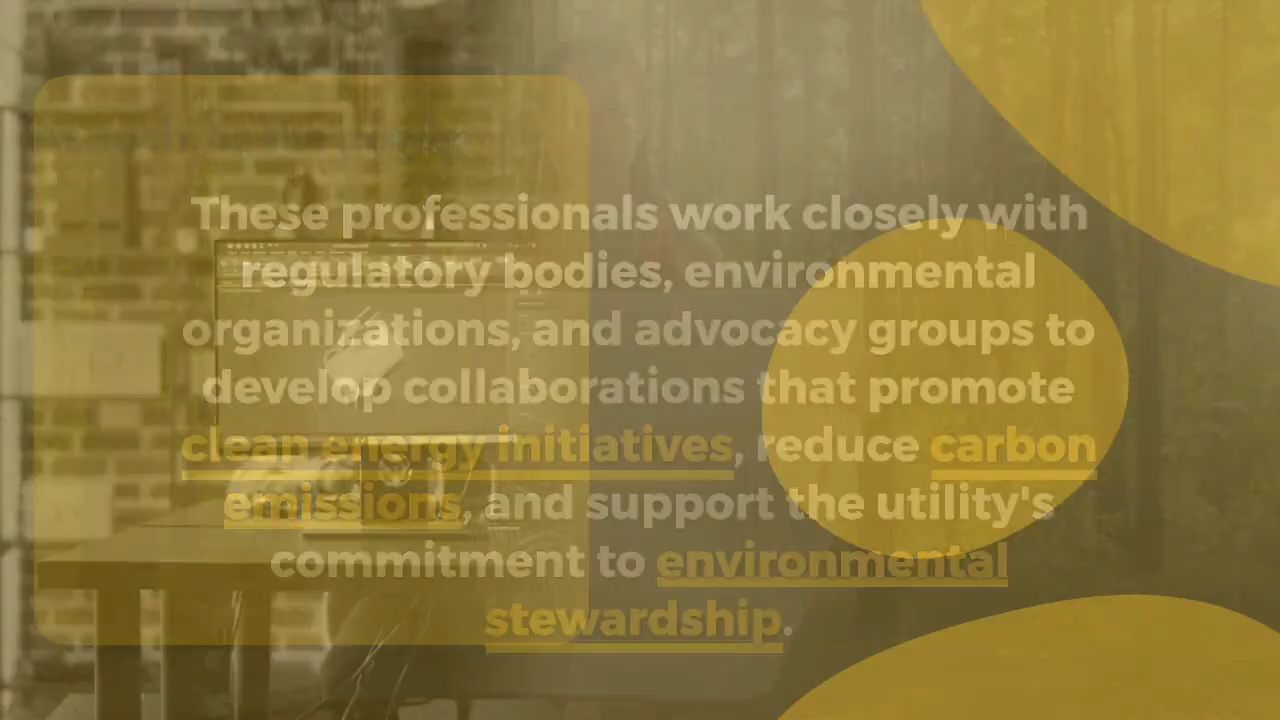 These professionals work closely with
regulatory bodies, environmental
organizations, and advocacy groups to
develop collaborations that promote
clean energy initiatives, reduce carbon
emissions, and support the utility's
commitment to environmental
stewardship.